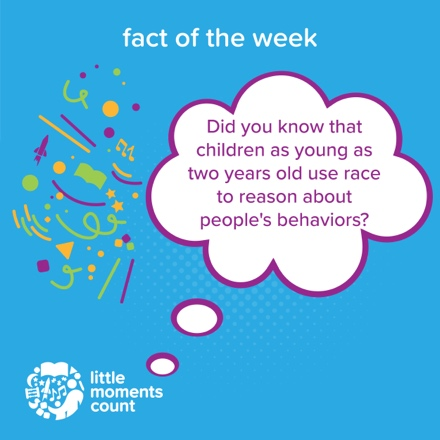 fact of the week
Did you know that
children as young as
two years old use race
to reason about
people's behaviors?
little
moments
count